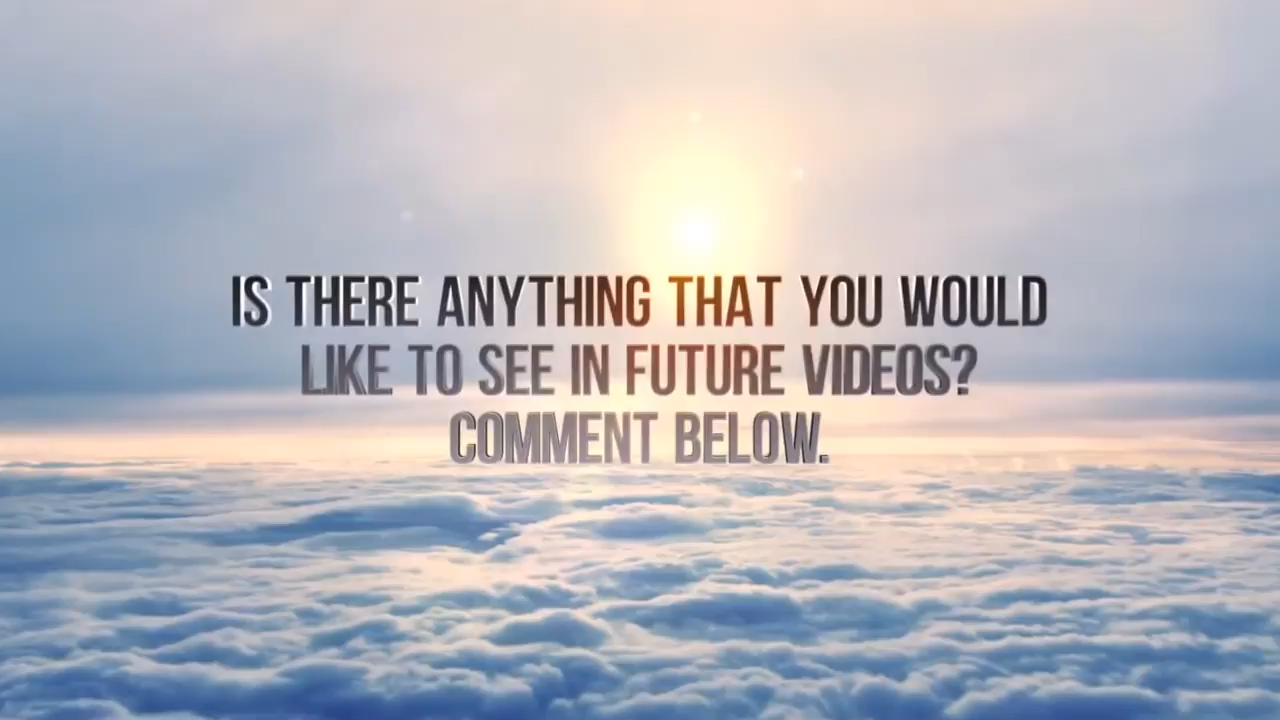 IS THERE ANYTHING THAT YOU WOULD
LIKE TO SEE IN FUTURE VIDEOS?
COMMENT BELOW.